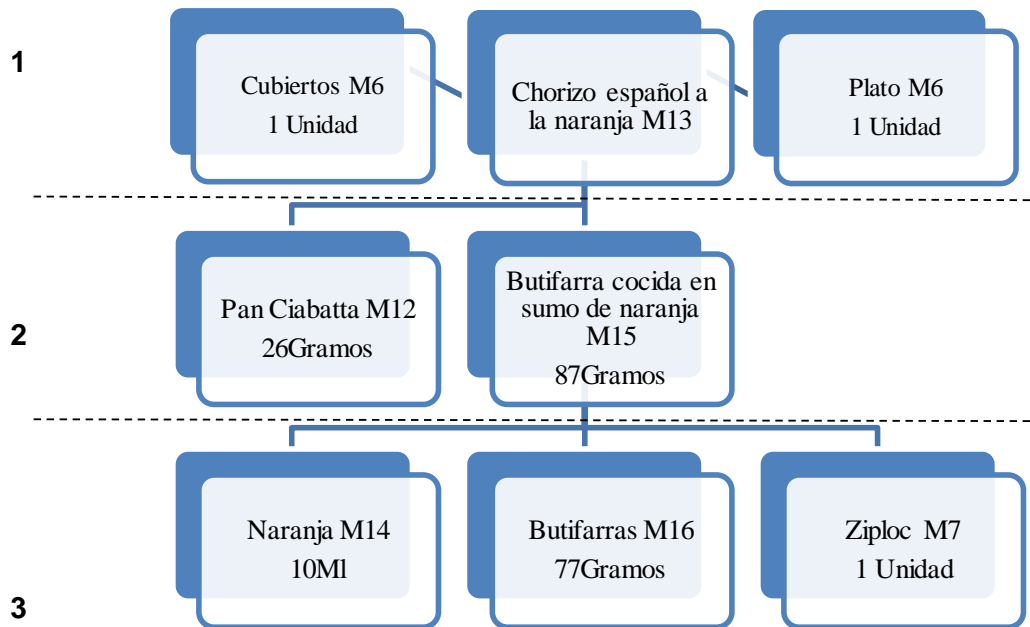 1
Cubiertos M6
1 Unidad
Chorizo español a
la naranja M13
Plato M6
1 Unidad
2
Pan Ciabatta M12
26Gramos
Butifarra cocida en
sumo de naranja
M15
87Gramos
3
Naranja M14
10Ml
Butifarras M16
77Gramos
Ziploc M7
1 Unidad